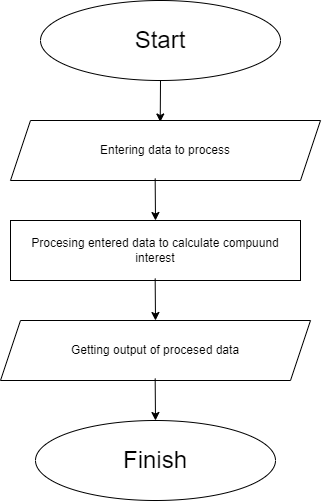 Start
Entering data to process
Procesing entered data to calculate compuund
interest
Getting output of procesed data
Finish